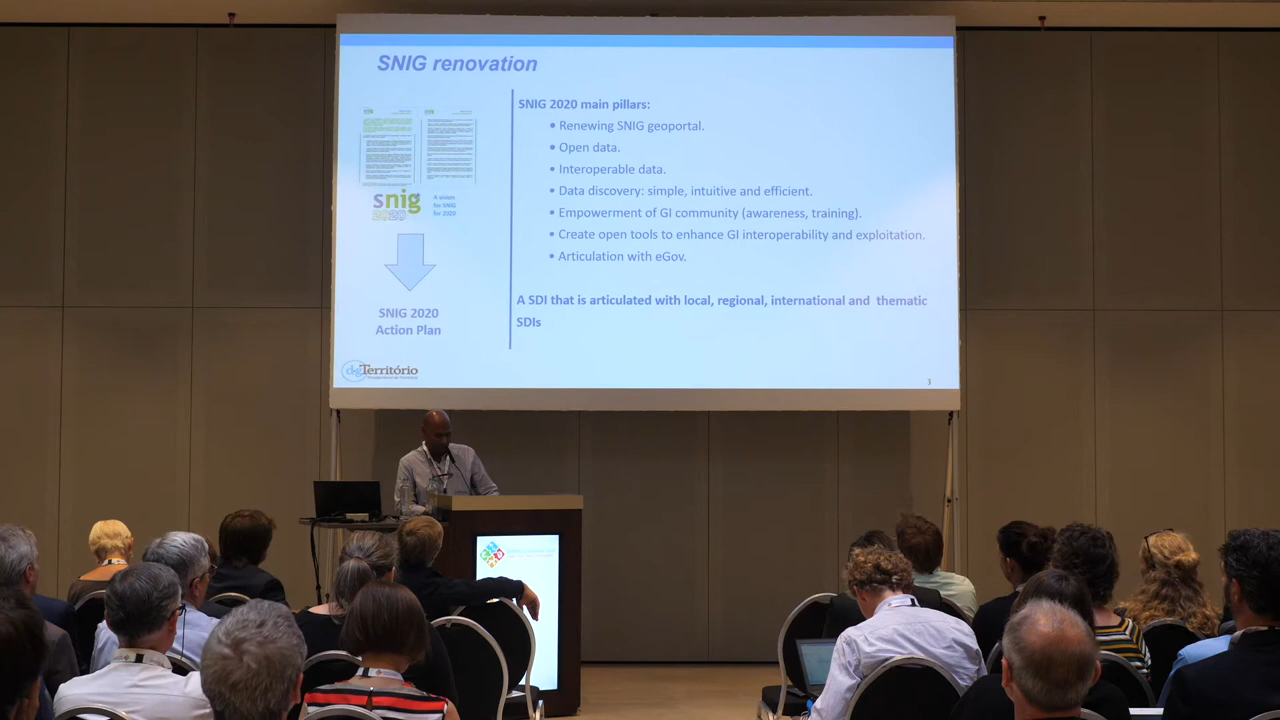 SNIG renovation
snig
2020
A vision
for SNIG
for 2020
SNIG 2020
Action Plan
SNIG 2020 main pillars:
• Renewing SNIG geoportal.
• Open data.
• Interoperable data.
• Data discovery: simple, intuitive and efficient.
• Empowerment of GI community (awareness, training).
• Create open tools to enhance GI interoperability and exploitation.
• Articulation with eGov.
A SDI that is articulated with local, regional, international and thematic
SDIs
dgTerritório
3